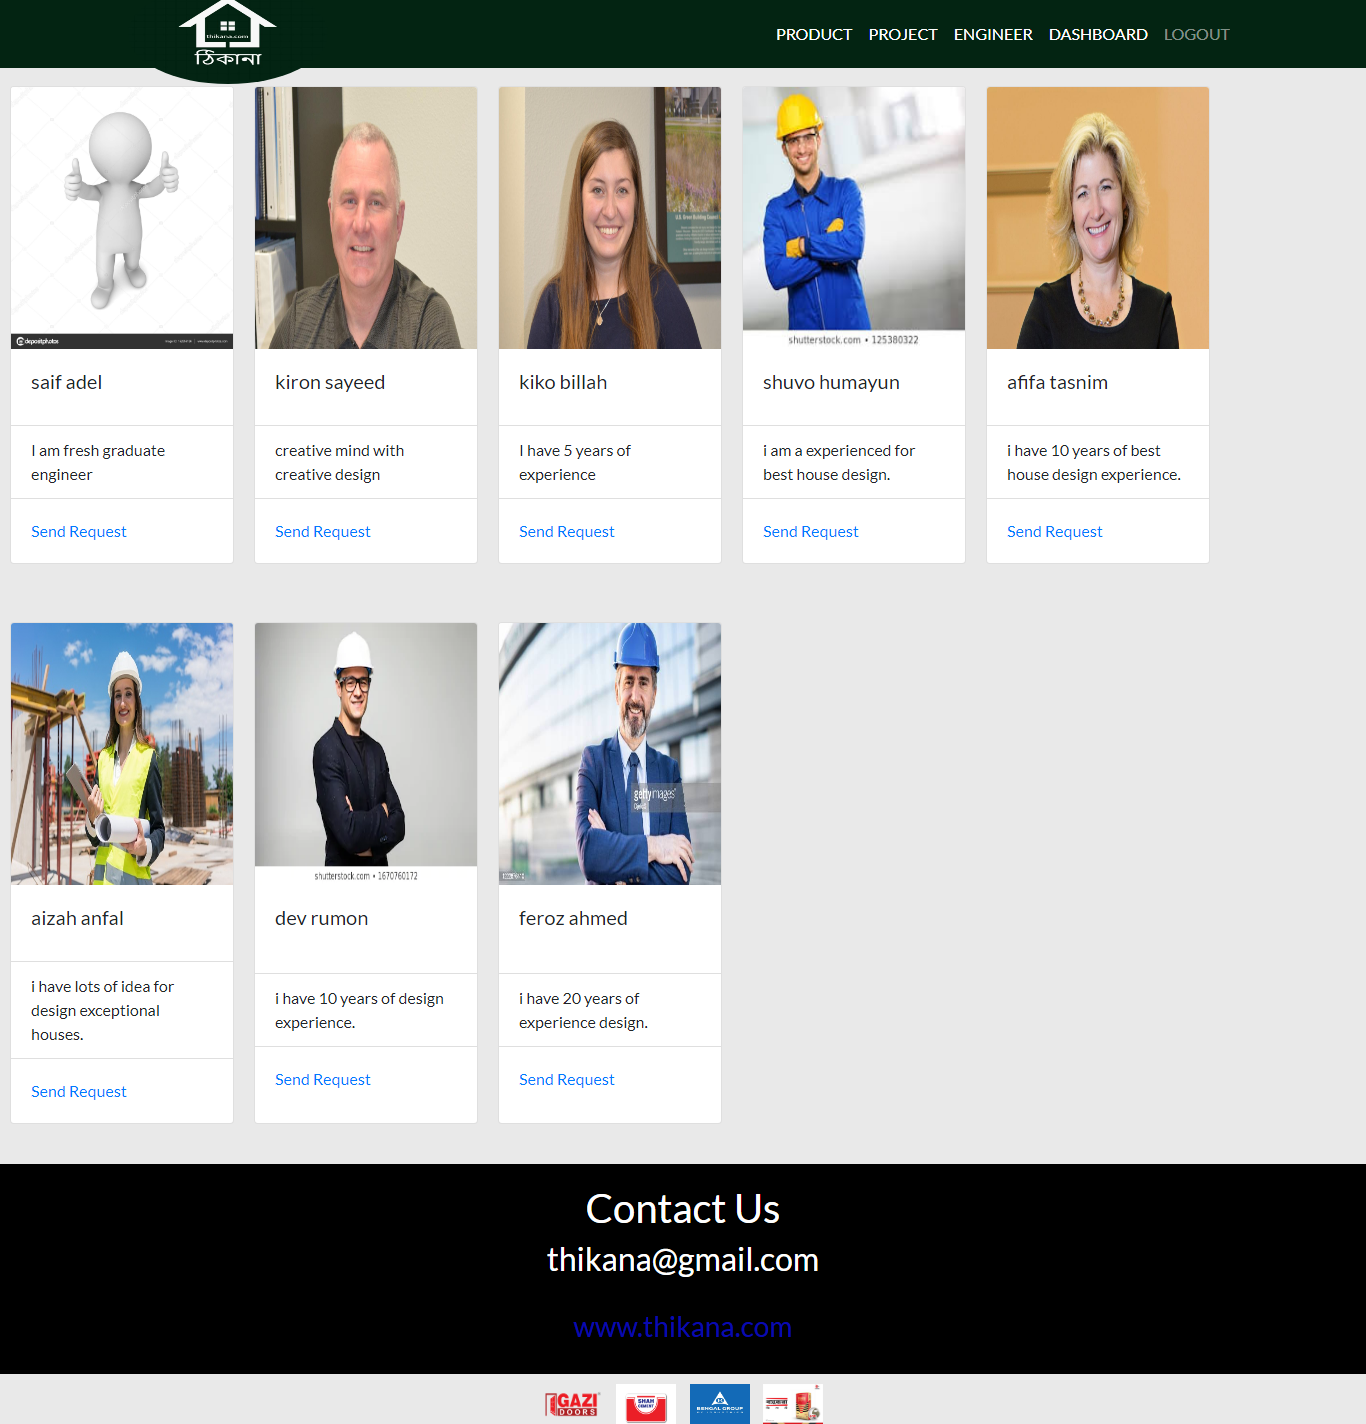 thikana.com
ঠিকানা
PRODUCT PROJECT ENGINEER DASHBOARD LOGOUT
depositphotos
U.S. Green Building Council
shutterstock.com • 125380322
saif adel
kiron sayeed
kiko billah
shuvo humayun
afifa tasnim
I am fresh graduate
engineer
creative mind with
creative design
I have 5 years of
experience
i am a experienced for
best house design.
i have 10 years of best
house design experience.
Send Request
Send Request
Send Request
Send Request
Send Request
gettyimages
shutterstock.com • 1670760172
aizah anfal
dev rumon
feroz ahmed
i have lots of idea for
design exceptional
houses.
i have 10 years of design
experience.
i have 20 years of
experience design.
Send Request
Send Request
Send Request
Contact Us
thikana@gmail.com
www.thikana.com
GAZI
DOORS
SHAH
CEMENT
BENGAL GROUP